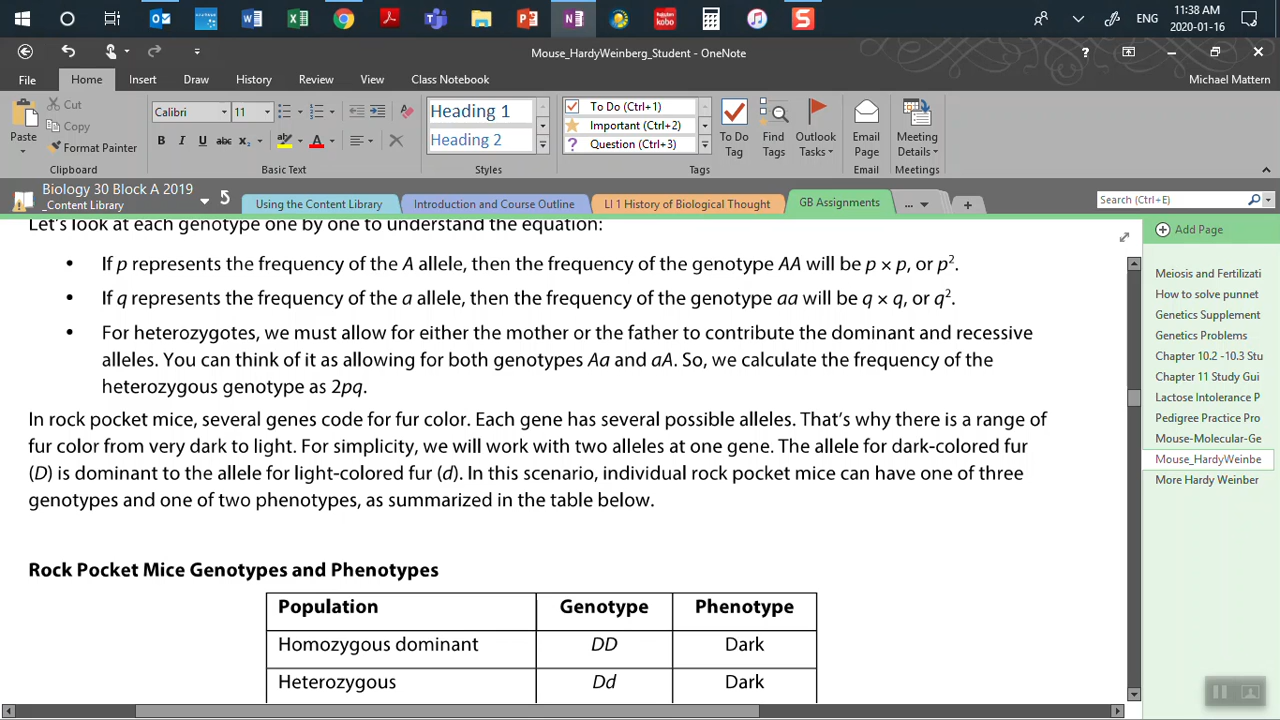 11:38 AM
ENG
2020-01-16
Mouse_HardyWeinberg_Student - OneNote
File
Home
Insert
Draw
History
Review
View
Class Notebook
Michael Mattern
Paste
Cut
Copy
Format Painter
Clipboard
Calibri
11
B I U abc x₂
A
Basic Text
Heading 1
Heading 2
Styles
To Do (Ctrl+1)
Important (Ctrl+2)
? Question (Ctrl+3)
To Do Tag
Find Tags
Outlook Tasks
Tags
Email Page
Email
Meeting Details
Meetings
Biology 30 Block A 2019
_Content Library
Using the Content Library
Introduction and Course Outline
LI 1 History of Biological Thought
GB Assignments
...
+
Search (Ctrl+E)
Add Page
Meiosis and Fertilizati
How to solve punnet
Genetics Supplement
Genetics Problems
Chapter 10.2 -10.3 Stu
Chapter 11 Study Gui
Lactose Intolerance P
Pedigree Practice Pro
Mouse-Molecular-Ge
Mouse_HardyWeinbe
More Hardy Weinber
Let's look at each genotype one by one to understand the equation:
• If p represents the frequency of the A allele, then the frequency of the genotype AA will be p × p, or p².
• If q represents the frequency of the a allele, then the frequency of the genotype aa will be q × q, or q².
• For heterozygotes, we must allow for either the mother or the father to contribute the dominant and recessive
alleles. You can think of it as allowing for both genotypes Aa and aA. So, we calculate the frequency of the
heterozygous genotype as 2pq.
In rock pocket mice, several genes code for fur color. Each gene has several possible alleles. That's why there is a range of
fur color from very dark to light. For simplicity, we will work with two alleles at one gene. The allele for dark-colored fur
(D) is dominant to the allele for light-colored fur (d). In this scenario, individual rock pocket mice can have one of three
genotypes and one of two phenotypes, as summarized in the table below.
Rock Pocket Mice Genotypes and Phenotypes
Population Genotype Phenotype
Homozygous dominant DD Dark
Heterozygous Dd Dark